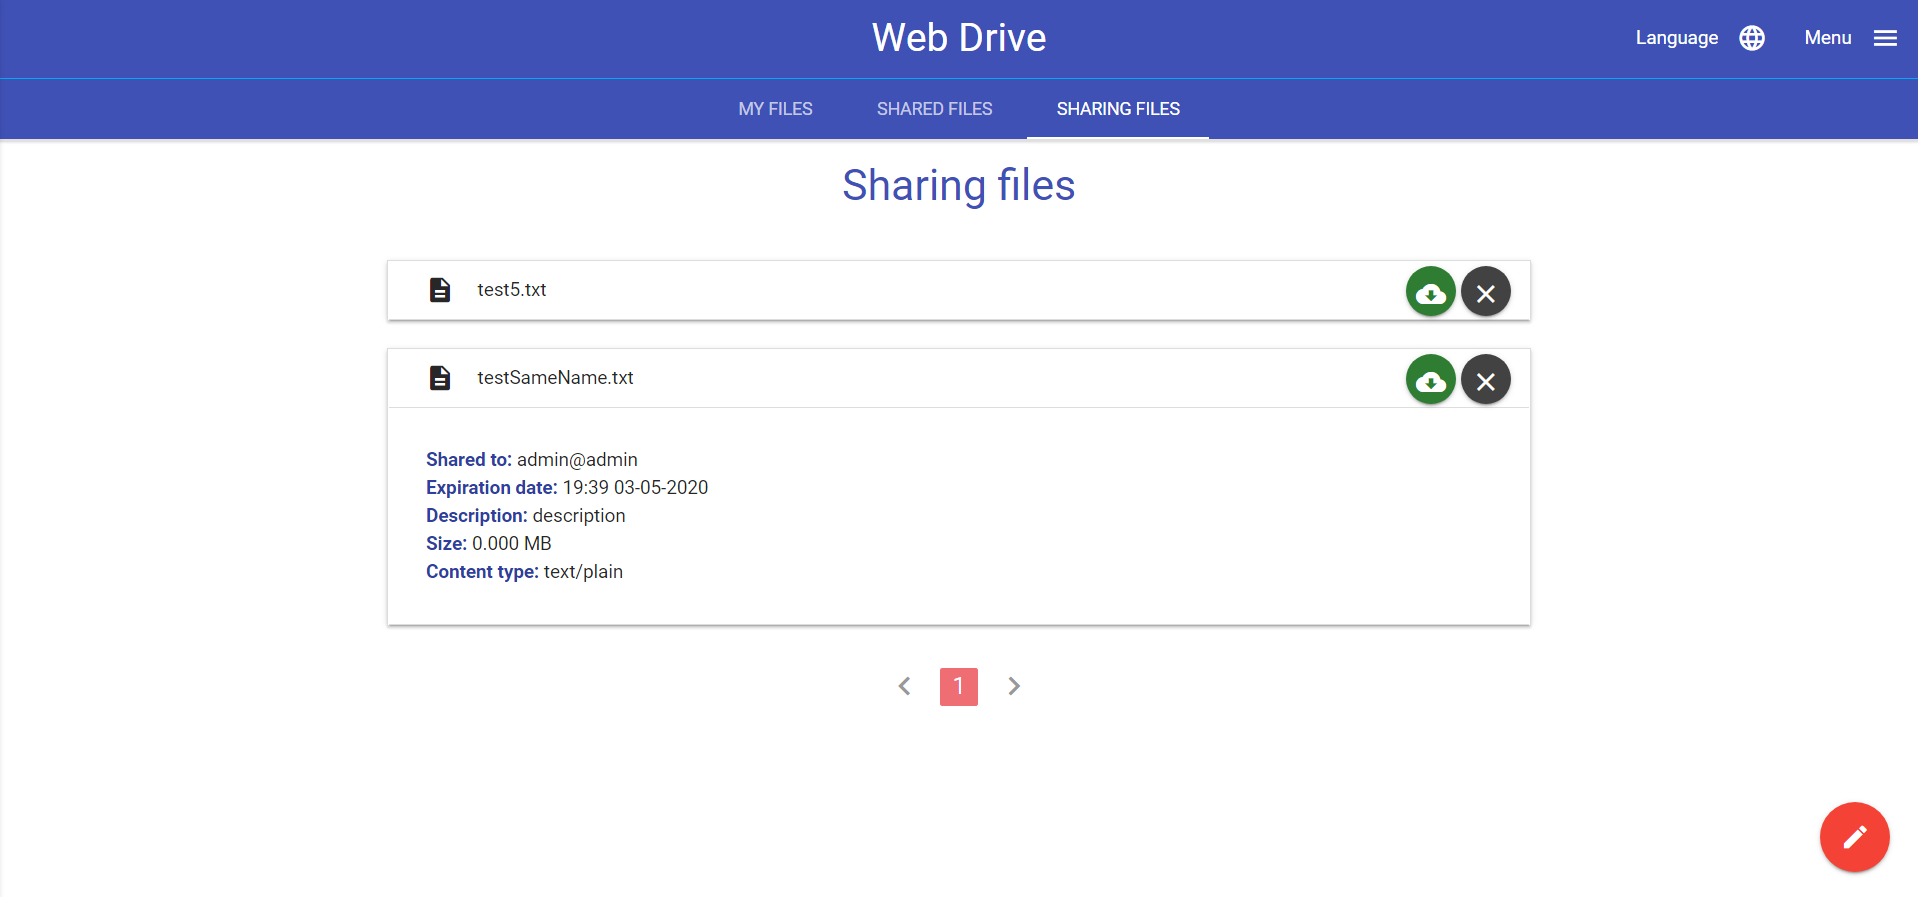 Web Drive
Language
Menu
MY FILES
SHARED FILES
SHARING FILES
Sharing files
test5.txt
testSameName.txt
Shared to: admin@admin
Expiration date: 19:39 03-05-2020
Description: description
Size: 0.000 MB
Content type: text/plain
1